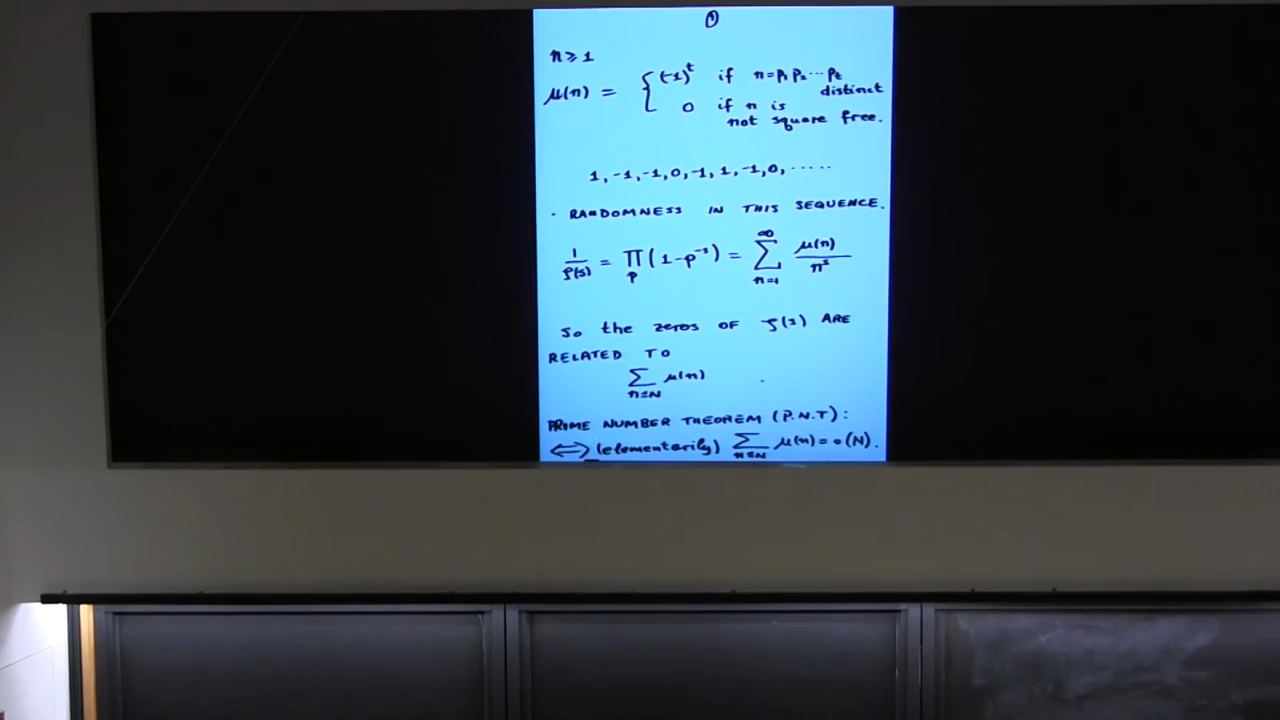 ①
n ≥ 1
μ(n) = { (-1)^t if n = p₁ p₂ ⋯ p_t distinct
0 if n is not square free.
1, -1, -1, 0, -1, 1, -1, 0, ⋯⋯
· RANDOMNESS IN THIS SEQUENCE.
1/ζ(s) = ∏_p (1 - p^{-s}) = ∑_{n=1}^{∞} μ(n)/n^s
So the zeros OF ζ(s) ARE
RELATED TO
∑_{n≤N} μ(n) .
PRIME NUMBER THEOREM (P.N.T) :
⟺ (elementarily) ∑_{n≤N} μ(n) = o(N).